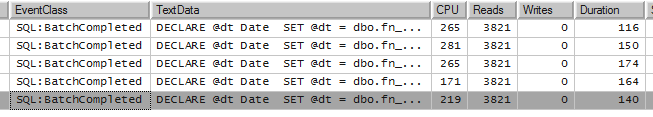 EventClass TextData CPU Reads Writes Duration
SQL:BatchCompleted DECLARE @dt Date SET @dt = dbo.fn_... 265 3821 0 116
SQL:BatchCompleted DECLARE @dt Date SET @dt = dbo.fn_... 281 3821 0 150
SQL:BatchCompleted DECLARE @dt Date SET @dt = dbo.fn_... 265 3821 0 174
SQL:BatchCompleted DECLARE @dt Date SET @dt = dbo.fn_... 171 3821 0 164
SQL:BatchCompleted DECLARE @dt Date SET @dt = dbo.fn_... 219 3821 0 140